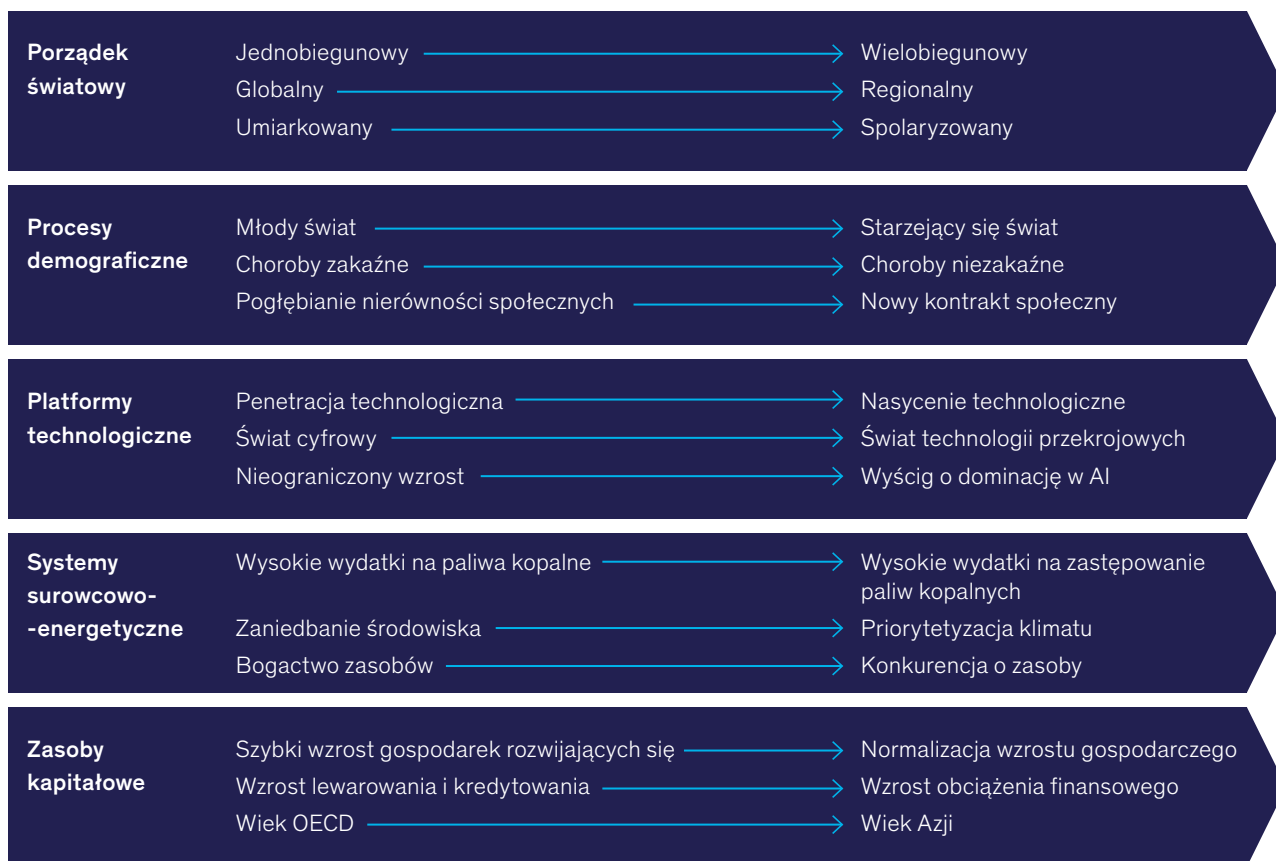 Porządek
światowy
Jednobiegunowy Wielobiegunowy
Globalny Regionalny
Umiarkowany Spolaryzowany
Procesy
demograficzne
Młody świat Starzejący się świat
Choroby zakaźne Choroby niezakaźne
Pogłębianie nierówności społecznych Nowy kontrakt społeczny
Platformy
technologiczne
Penetracja technologiczna Nasycenie technologiczne
Świat cyfrowy Świat technologii przekrojowych
Nieograniczony wzrost Wyścig o dominację w AI
Systemy
surowcowo-
-energetyczne
Wysokie wydatki na paliwa kopalne Wysokie wydatki na zastępowanie
paliw kopalnych
Zaniedbanie środowiska Priorytetyzacja klimatu
Bogactwo zasobów Konkurencja o zasoby
Zasoby
kapitałowe
Szybki wzrost gospodarek rozwijających się Normalizacja wzrostu gospodarczego
Wzrost lewarowania i kredytowania Wzrost obciążenia finansowego
Wiek OECD Wiek Azji